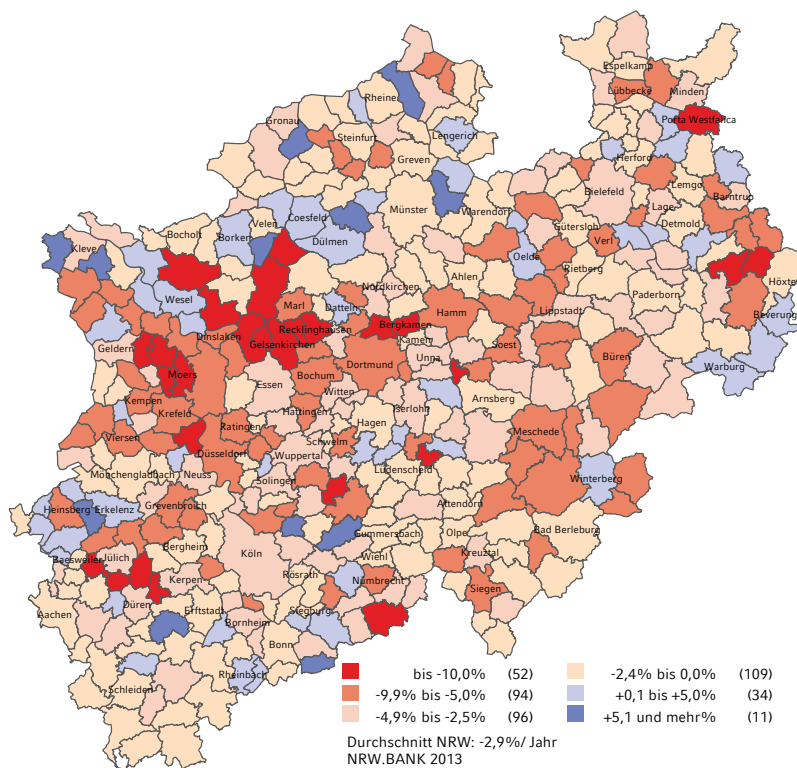 Espelkamp
Rheine
Lübbecke
Minden
Gronau
Porta Westfalica
Steinfurt
Lengerich
Greven
Herford
Bielefeld
Lemgo
Barntrup
Velen
Coesfeld
Münster
Warendorf
Lage
Bocholt
Borken
Detmold
Kleve
Dülmen
Gütersloh
Verl
Oelde
Rietberg
Ahlen
Höxter
Wesel
Nordkirchen
Paderborn
Marl
Datteln
Hamm
Lippstadt
Beverungen
Dinslaken
Recklinghausen
Bergkamen
Gelsenkirchen
Kamen
Soest
Geldern
Unna
Büren
Dortmund
Warburg
Moers
Bochum
Essen
Witten
Arnsberg
Kempen
Krefeld
Hattingen
Iserlohn
Ratingen
Hagen
Meschede
Viersen
Schwelm
Düsseldorf
Wuppertal
Mönchengladbach
Neuss
Lüdenscheid
Winterberg
Solingen
Heinsberg
Erkelenz
Grevenbroich
Attendorn
Gummersbach
Olpe
Bad Berleburg
Bergheim
Köln
Baesweiler
Jülich
Wiehl
Kreuztal
Kerpen
Rösrath
Nümbrecht
Düren
Siegen
Aachen
Erftstadt
Siegburg
Bornheim
Bonn
Rheinbach
Schleiden
bis -10,0% (52) -2,4% bis 0,0% (109)
-9,9% bis -5,0% (94) +0,1 bis +5,0% (34)
-4,9% bis -2,5% (96) +5,1 und mehr% (11)
Durchschnitt NRW: -2,9%/ Jahr
NRW.BANK 2013